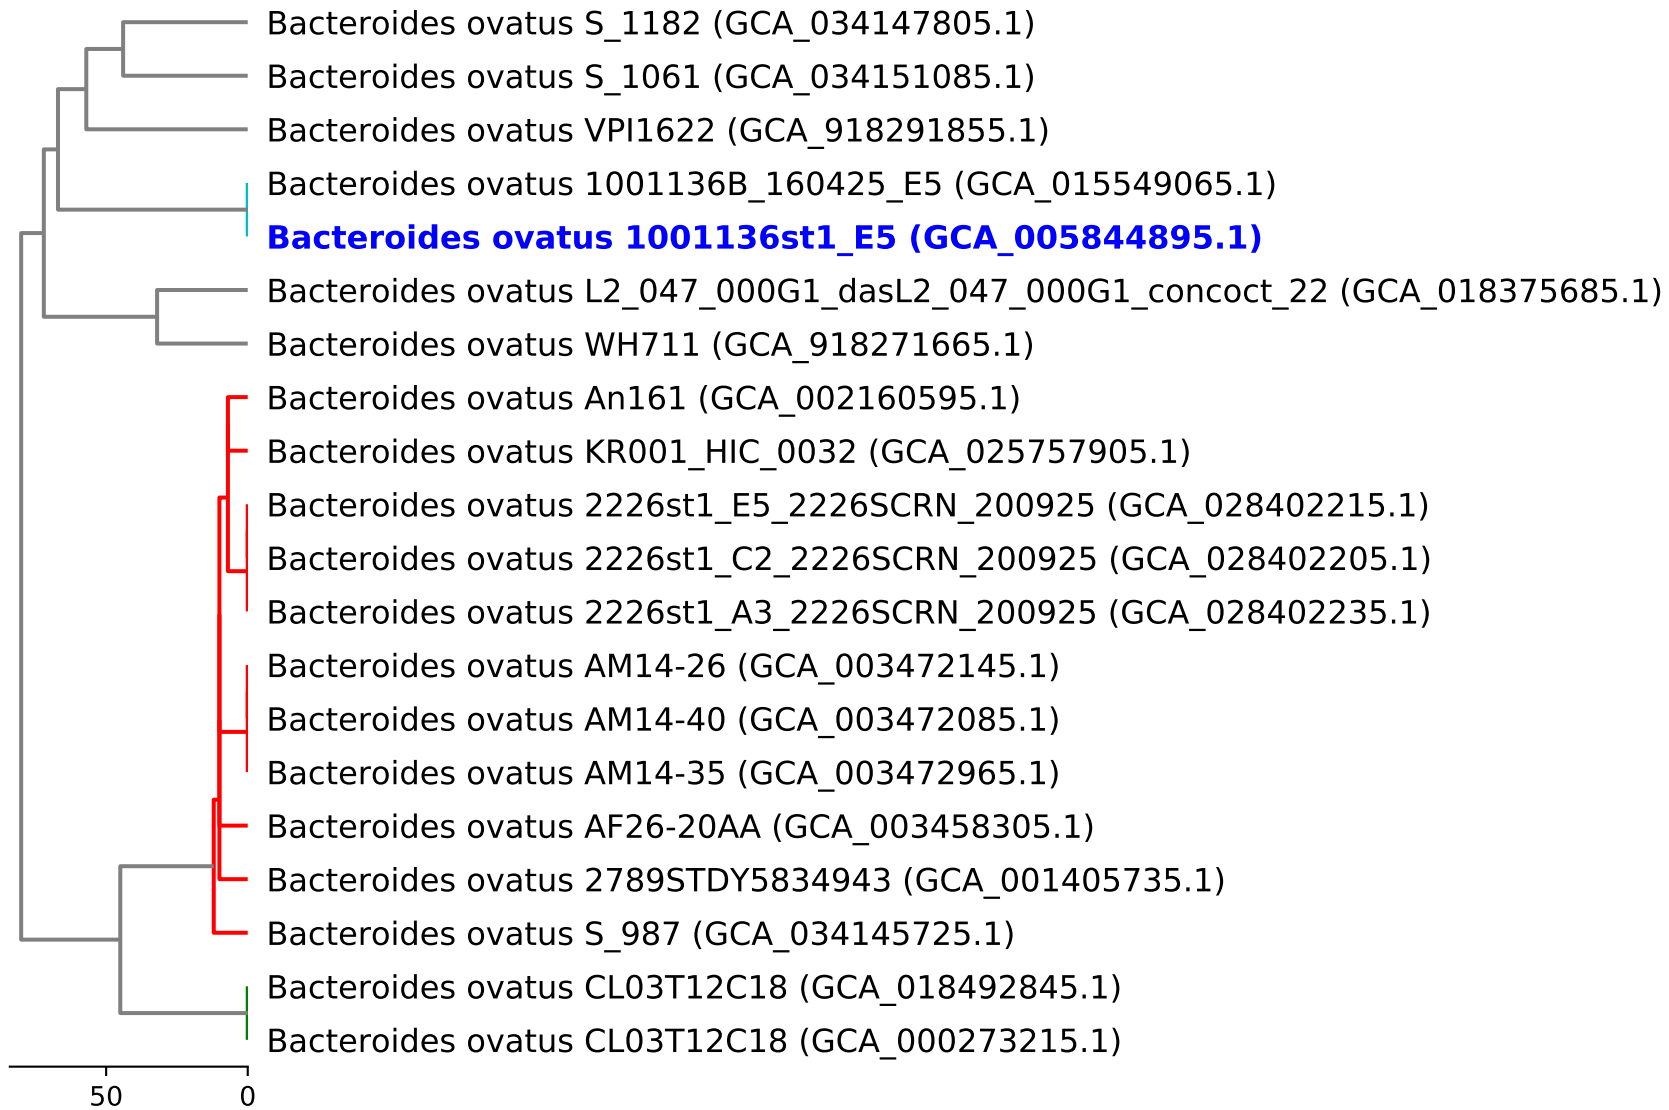 Bacteroides ovatus S_1182 (GCA_034147805.1)
Bacteroides ovatus S_1061 (GCA_034151085.1)
Bacteroides ovatus VPI1622 (GCA_918291855.1)
Bacteroides ovatus 1001136B_160425_E5 (GCA_015549065.1)
Bacteroides ovatus 1001136st1_E5 (GCA_005844895.1)
Bacteroides ovatus L2_047_000G1_dasL2_047_000G1_concoct_22 (GCA_018375685.1)
Bacteroides ovatus WH711 (GCA_918271665.1)
Bacteroides ovatus An161 (GCA_002160595.1)
Bacteroides ovatus KR001_HIC_0032 (GCA_025757905.1)
Bacteroides ovatus 2226st1_E5_2226SCRN_200925 (GCA_028402215.1)
Bacteroides ovatus 2226st1_C2_2226SCRN_200925 (GCA_028402205.1)
Bacteroides ovatus 2226st1_A3_2226SCRN_200925 (GCA_028402235.1)
Bacteroides ovatus AM14-26 (GCA_003472145.1)
Bacteroides ovatus AM14-40 (GCA_003472085.1)
Bacteroides ovatus AM14-35 (GCA_003472965.1)
Bacteroides ovatus AF26-20AA (GCA_003458305.1)
Bacteroides ovatus 2789STDY5834943 (GCA_001405735.1)
Bacteroides ovatus S_987 (GCA_034145725.1)
Bacteroides ovatus CL03T12C18 (GCA_018492845.1)
Bacteroides ovatus CL03T12C18 (GCA_000273215.1)
50 0